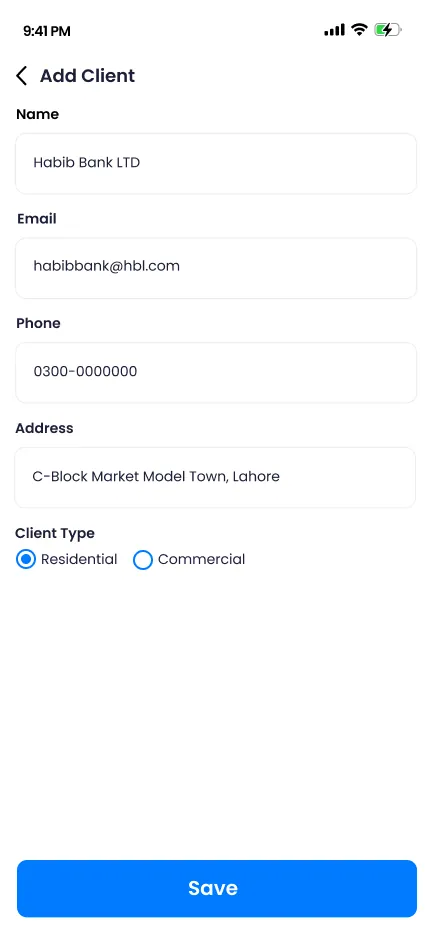 9:41 PM
Add Client
Name
Habib Bank LTD
Email
habibbank@hbl.com
Phone
0300-0000000
Address
C-Block Market Model Town, Lahore
Client Type
Residential Commercial
Save